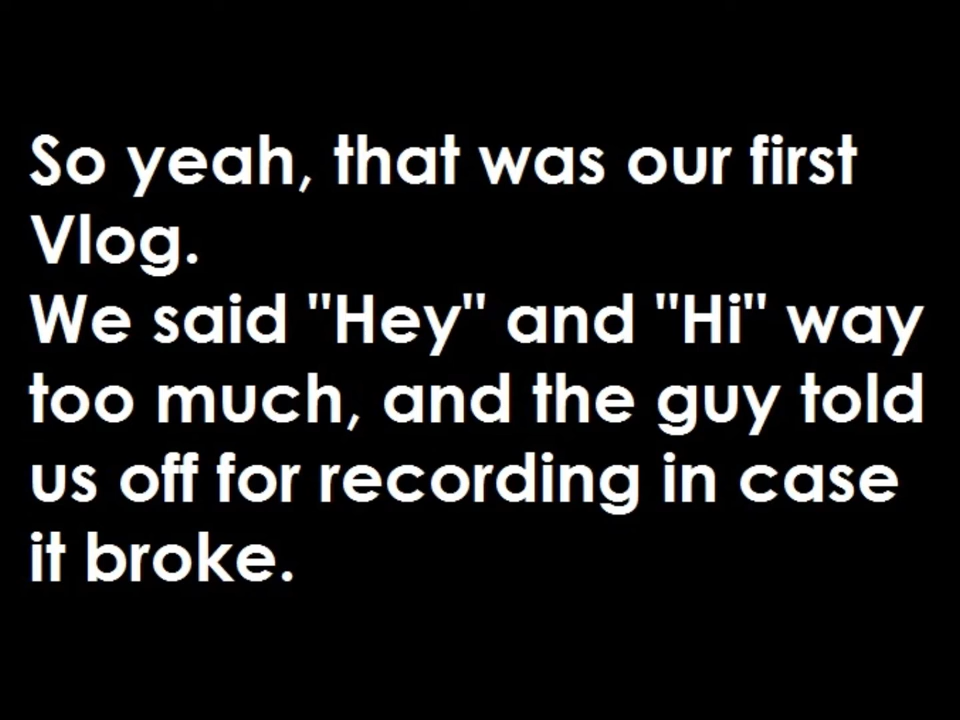 So yeah, that was our first
Vlog.
We said "Hey" and "Hi" way
too much, and the guy told
us off for recording in case
it broke.